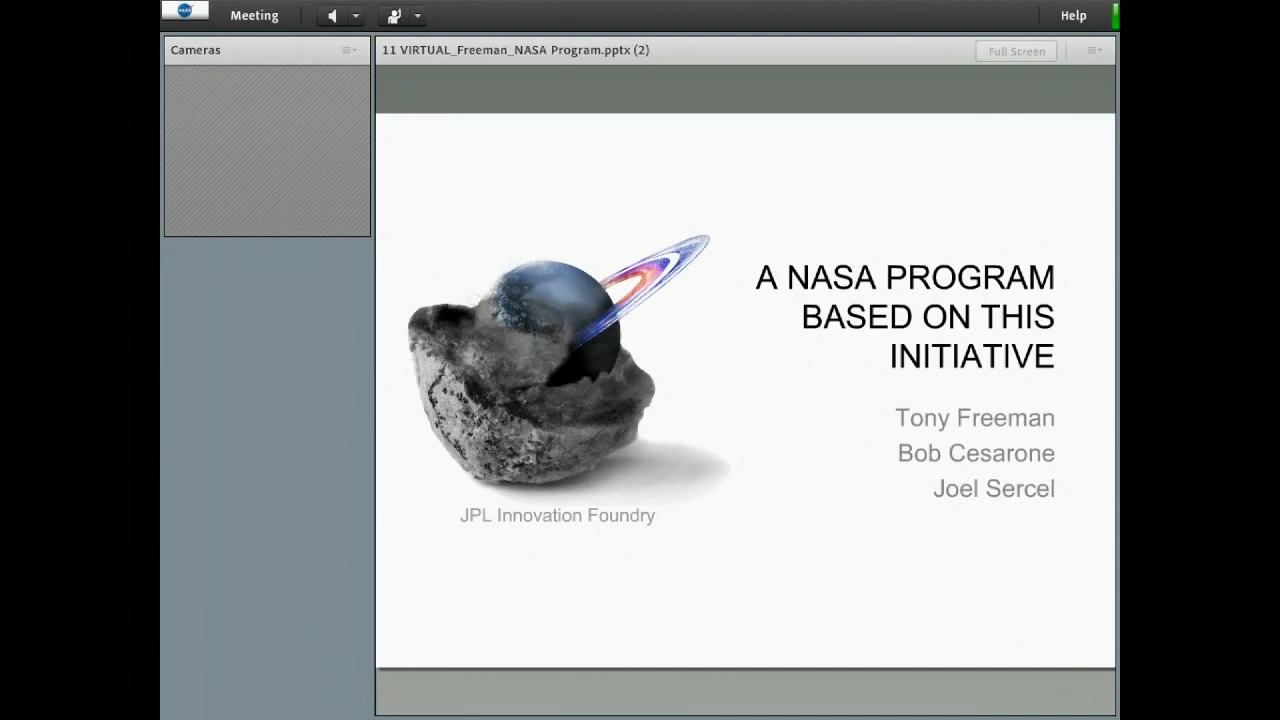 Meeting
Help
Cameras
11 VIRTUAL_Freeman_NASA Program.pptx (2)
Full Screen
A NASA PROGRAM
BASED ON THIS
INITIATIVE
Tony Freeman
Bob Cesarone
Joel Sercel
JPL Innovation Foundry